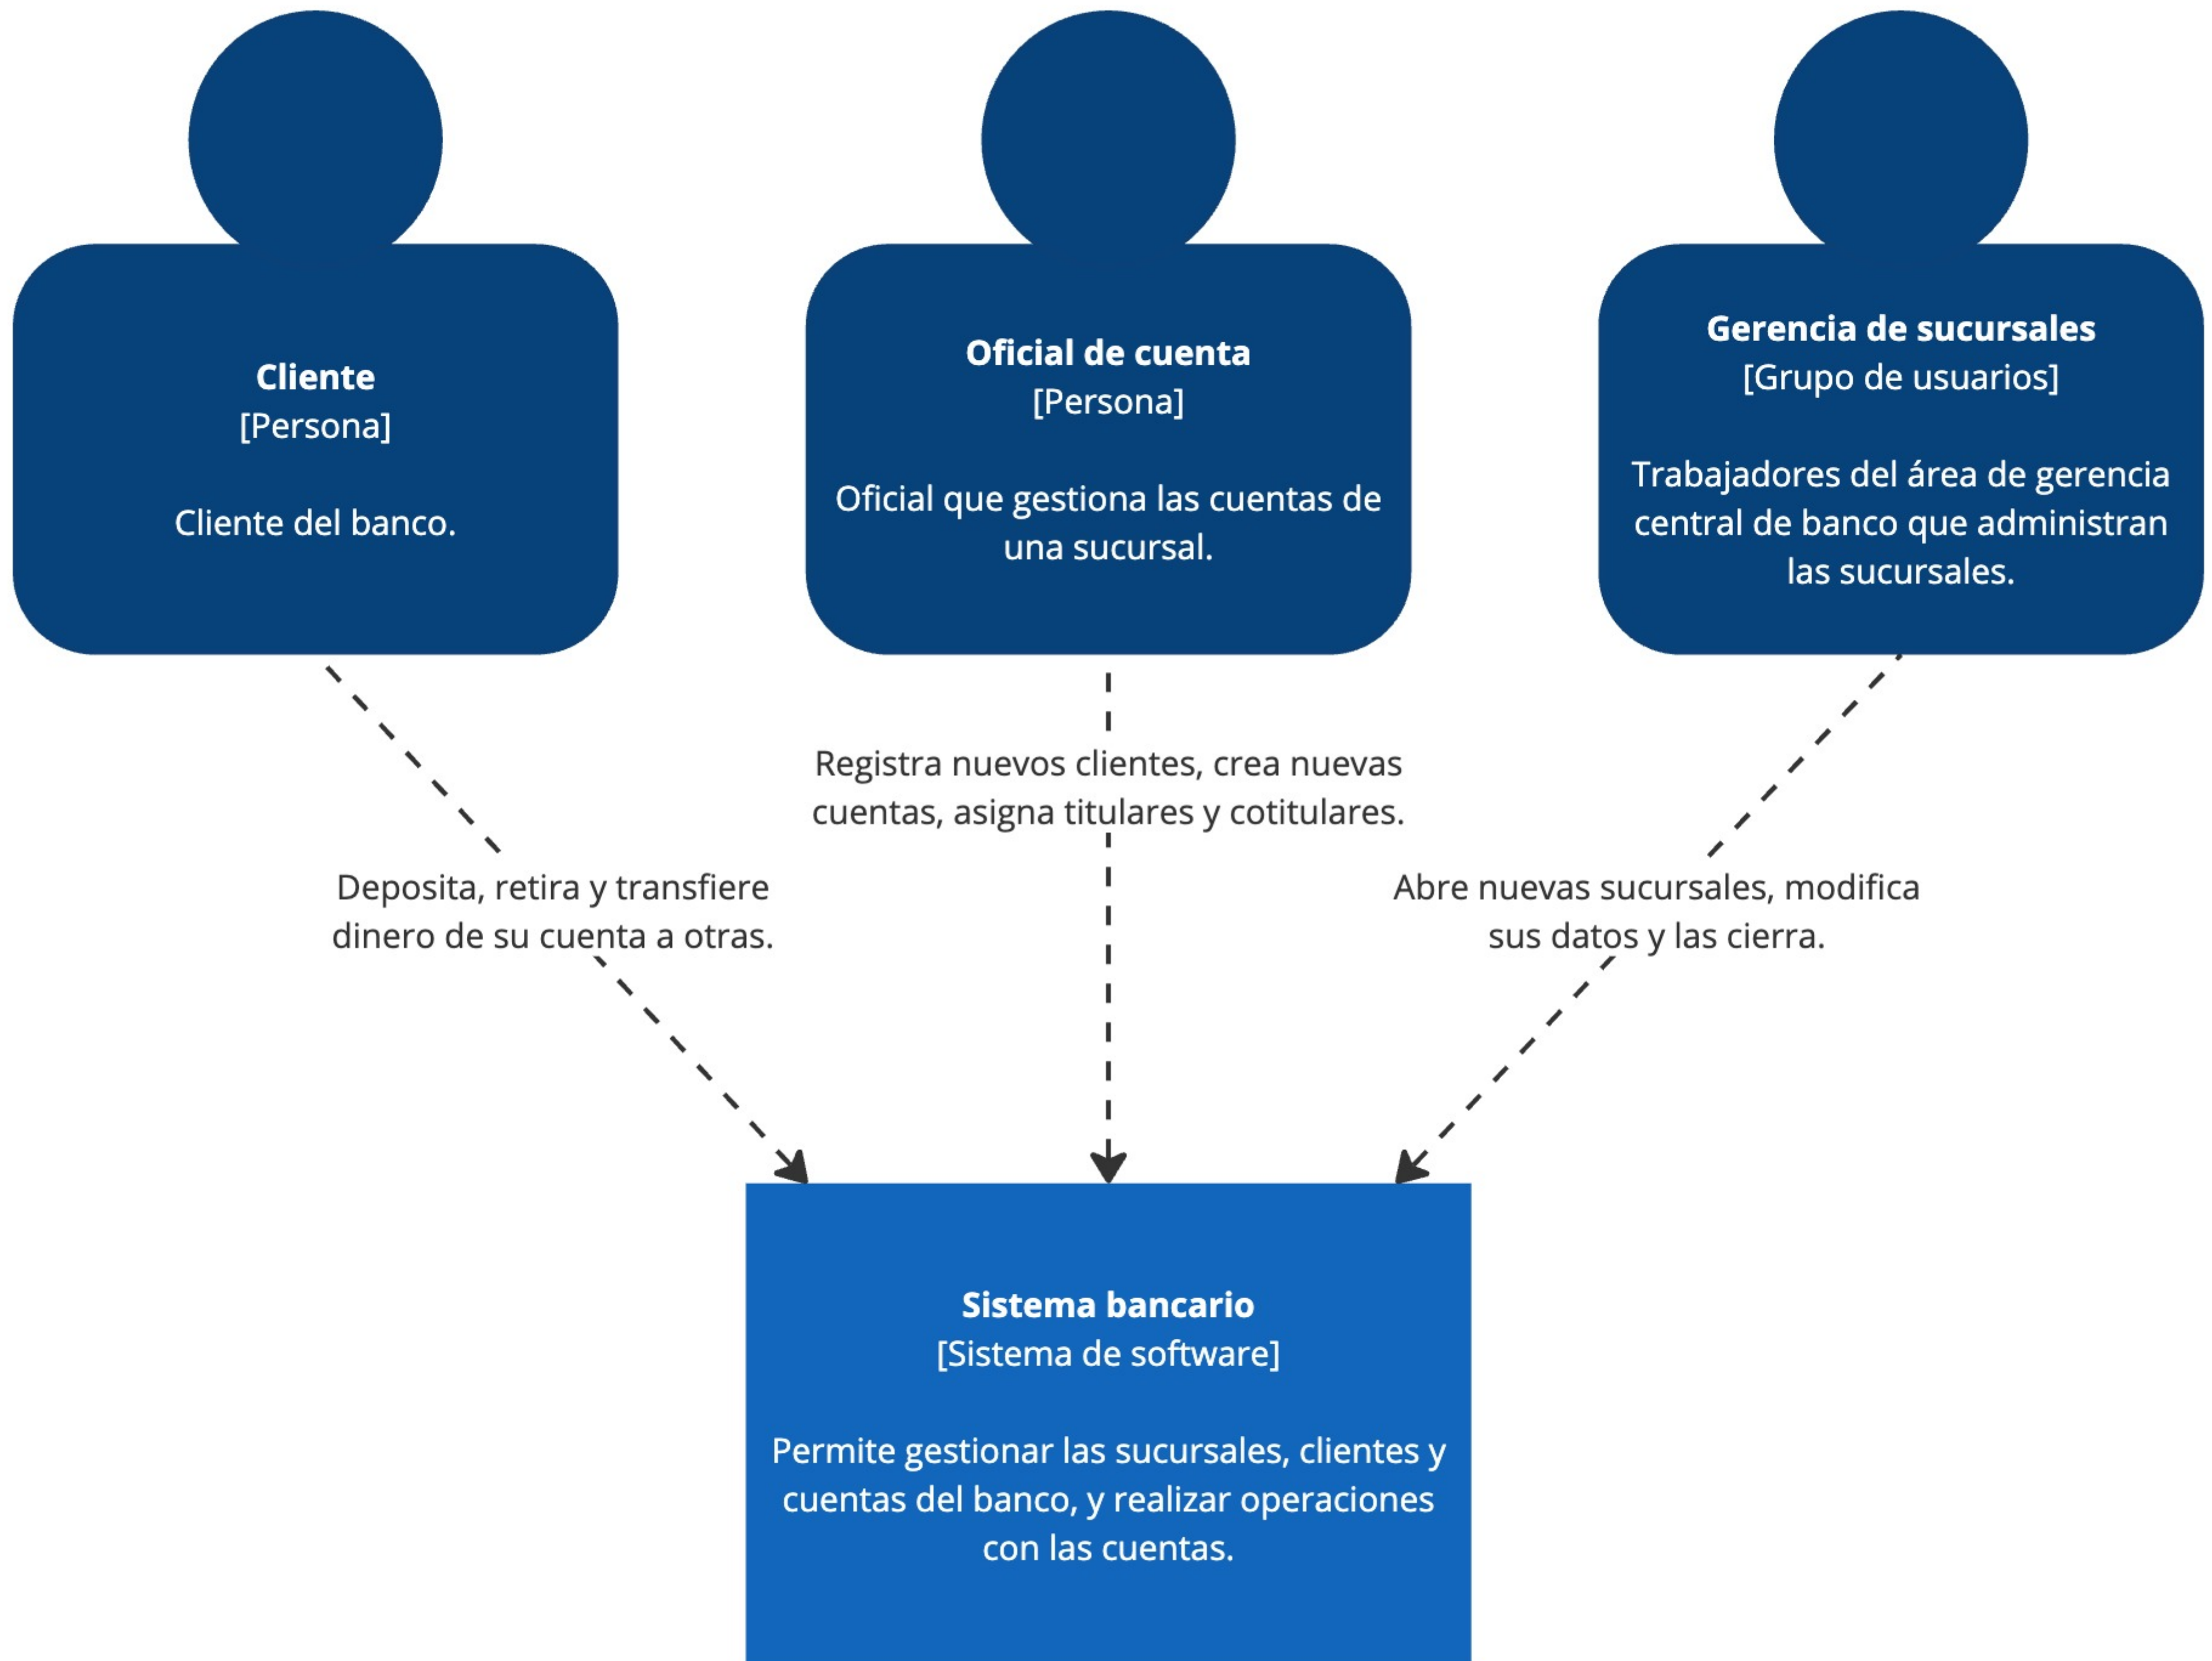 Cliente
[Persona]
Cliente del banco.
Oficial de cuenta
[Persona]
Oficial que gestiona las cuentas de
una sucursal.
Gerencia de sucursales
[Grupo de usuarios]
Trabajadores del área de gerencia
central de banco que administran
las sucursales.
Registra nuevos clientes, crea nuevas
cuentas, asigna titulares y cotitulares.
Deposita, retira y transfiere
dinero de su cuenta a otras.
Abre nuevas sucursales, modifica
sus datos y las cierra.
Sistema bancario
[Sistema de software]
Permite gestionar las sucursales, clientes y
cuentas del banco, y realizar operaciones
con las cuentas.